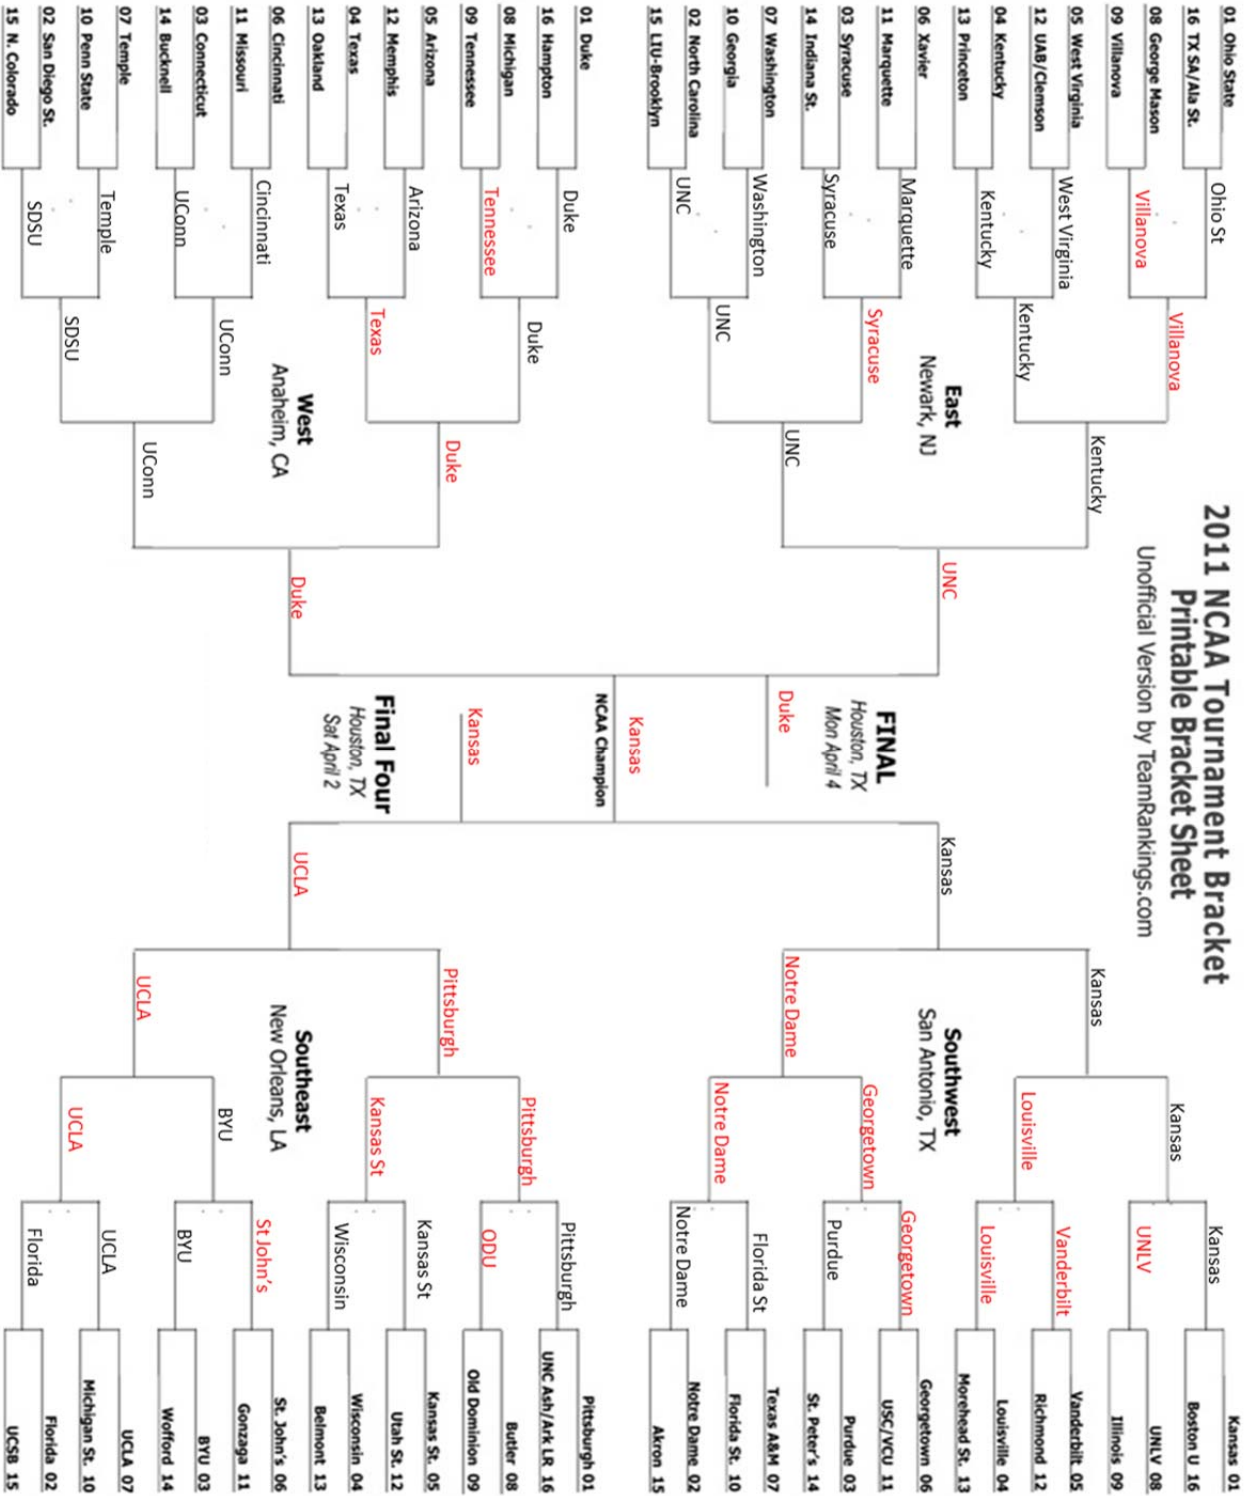 2011 NCAA Tournament Bracket
Printable Bracket Sheet
Unofficial Version by TeamRankings.com
01 Ohio State
16 TX SA/Ala St.
08 George Mason
09 Villanova
05 West Virginia
12 UAB/Clemson
04 Kentucky
13 Princeton
06 Xavier
11 Marquette
03 Syracuse
14 Indiana St.
07 Washington
10 Georgia
02 North Carolina
15 LIU-Brooklyn
Ohio St
Villanova
West Virginia
Kentucky
Marquette
Syracuse
Washington
UNC
Villanova
Kentucky
Syracuse
UNC
East
Newark, NJ
Kentucky
UNC
UNC
01 Duke
16 Hampton
08 Michigan
09 Tennessee
05 Arizona
12 Memphis
04 Texas
13 Oakland
06 Cincinnati
11 Missouri
03 Connecticut
14 Bucknell
07 Temple
10 Penn State
02 San Diego St.
15 N. Colorado
Duke
Tennessee
Arizona
Texas
Cincinnati
UConn
Temple
SDSU
Duke
Texas
UConn
SDSU
West
Anaheim, CA
Duke
UConn
Duke
FINAL
Houston, TX
Mon April 4
Duke
Kansas
NCAA Champion
Kansas
Final Four
Houston, TX
Sat April 2
Kansas
Kansas
Notre Dame
Southwest
San Antonio, TX
Kansas
Louisville
Georgetown
Notre Dame
Kansas
UNLV
Vanderbilt
Louisville
Georgetown
Purdue
Florida St
Notre Dame
Kansas 01
Boston U 16
UNLV 08
Illinois 09
Vanderbilt 05
Richmond 12
Louisville 04
Morehead St. 13
Georgetown 06
USC/VCU 11
Purdue 03
St. Peter's 14
Texas A&M 07
Florida St. 10
Notre Dame 02
Akron 15
UCLA
Pittsburgh
UCLA
Southeast
New Orleans, LA
Pittsburgh
Kansas St
BYU
UCLA
Pittsburgh
ODU
Kansas St
Wisconsin
St John's
BYU
UCLA
Florida
Pittsburgh 01
UNC Ash/Ark LR 16
Butler 08
Old Dominion 09
Kansas St. 05
Utah St. 12
Wisconsin 04
Belmont 13
St. John's 06
Gonzaga 11
BYU 03
Wofford 14
UCLA 07
Michigan St. 10
Florida 02
UCSB 15